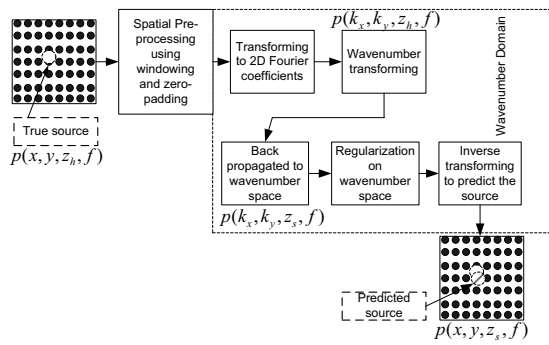 p(k_x, k_y, z_h, f)
Spatial Pre-
processing
using
windowing
and zero-
padding
Transforming
to 2D Fourier
coefficients
Wavenumber
transforming
Wavenumber Domain
True source
p(x, y, z_h, f)
Back
propagated to
wavenumber
space
Regularization
on
wavenumber
space
Inverse
transforming
to predict the
source
p(k_x, k_y, z_s, f)
Predicted
source
p(x, y, z_s, f)